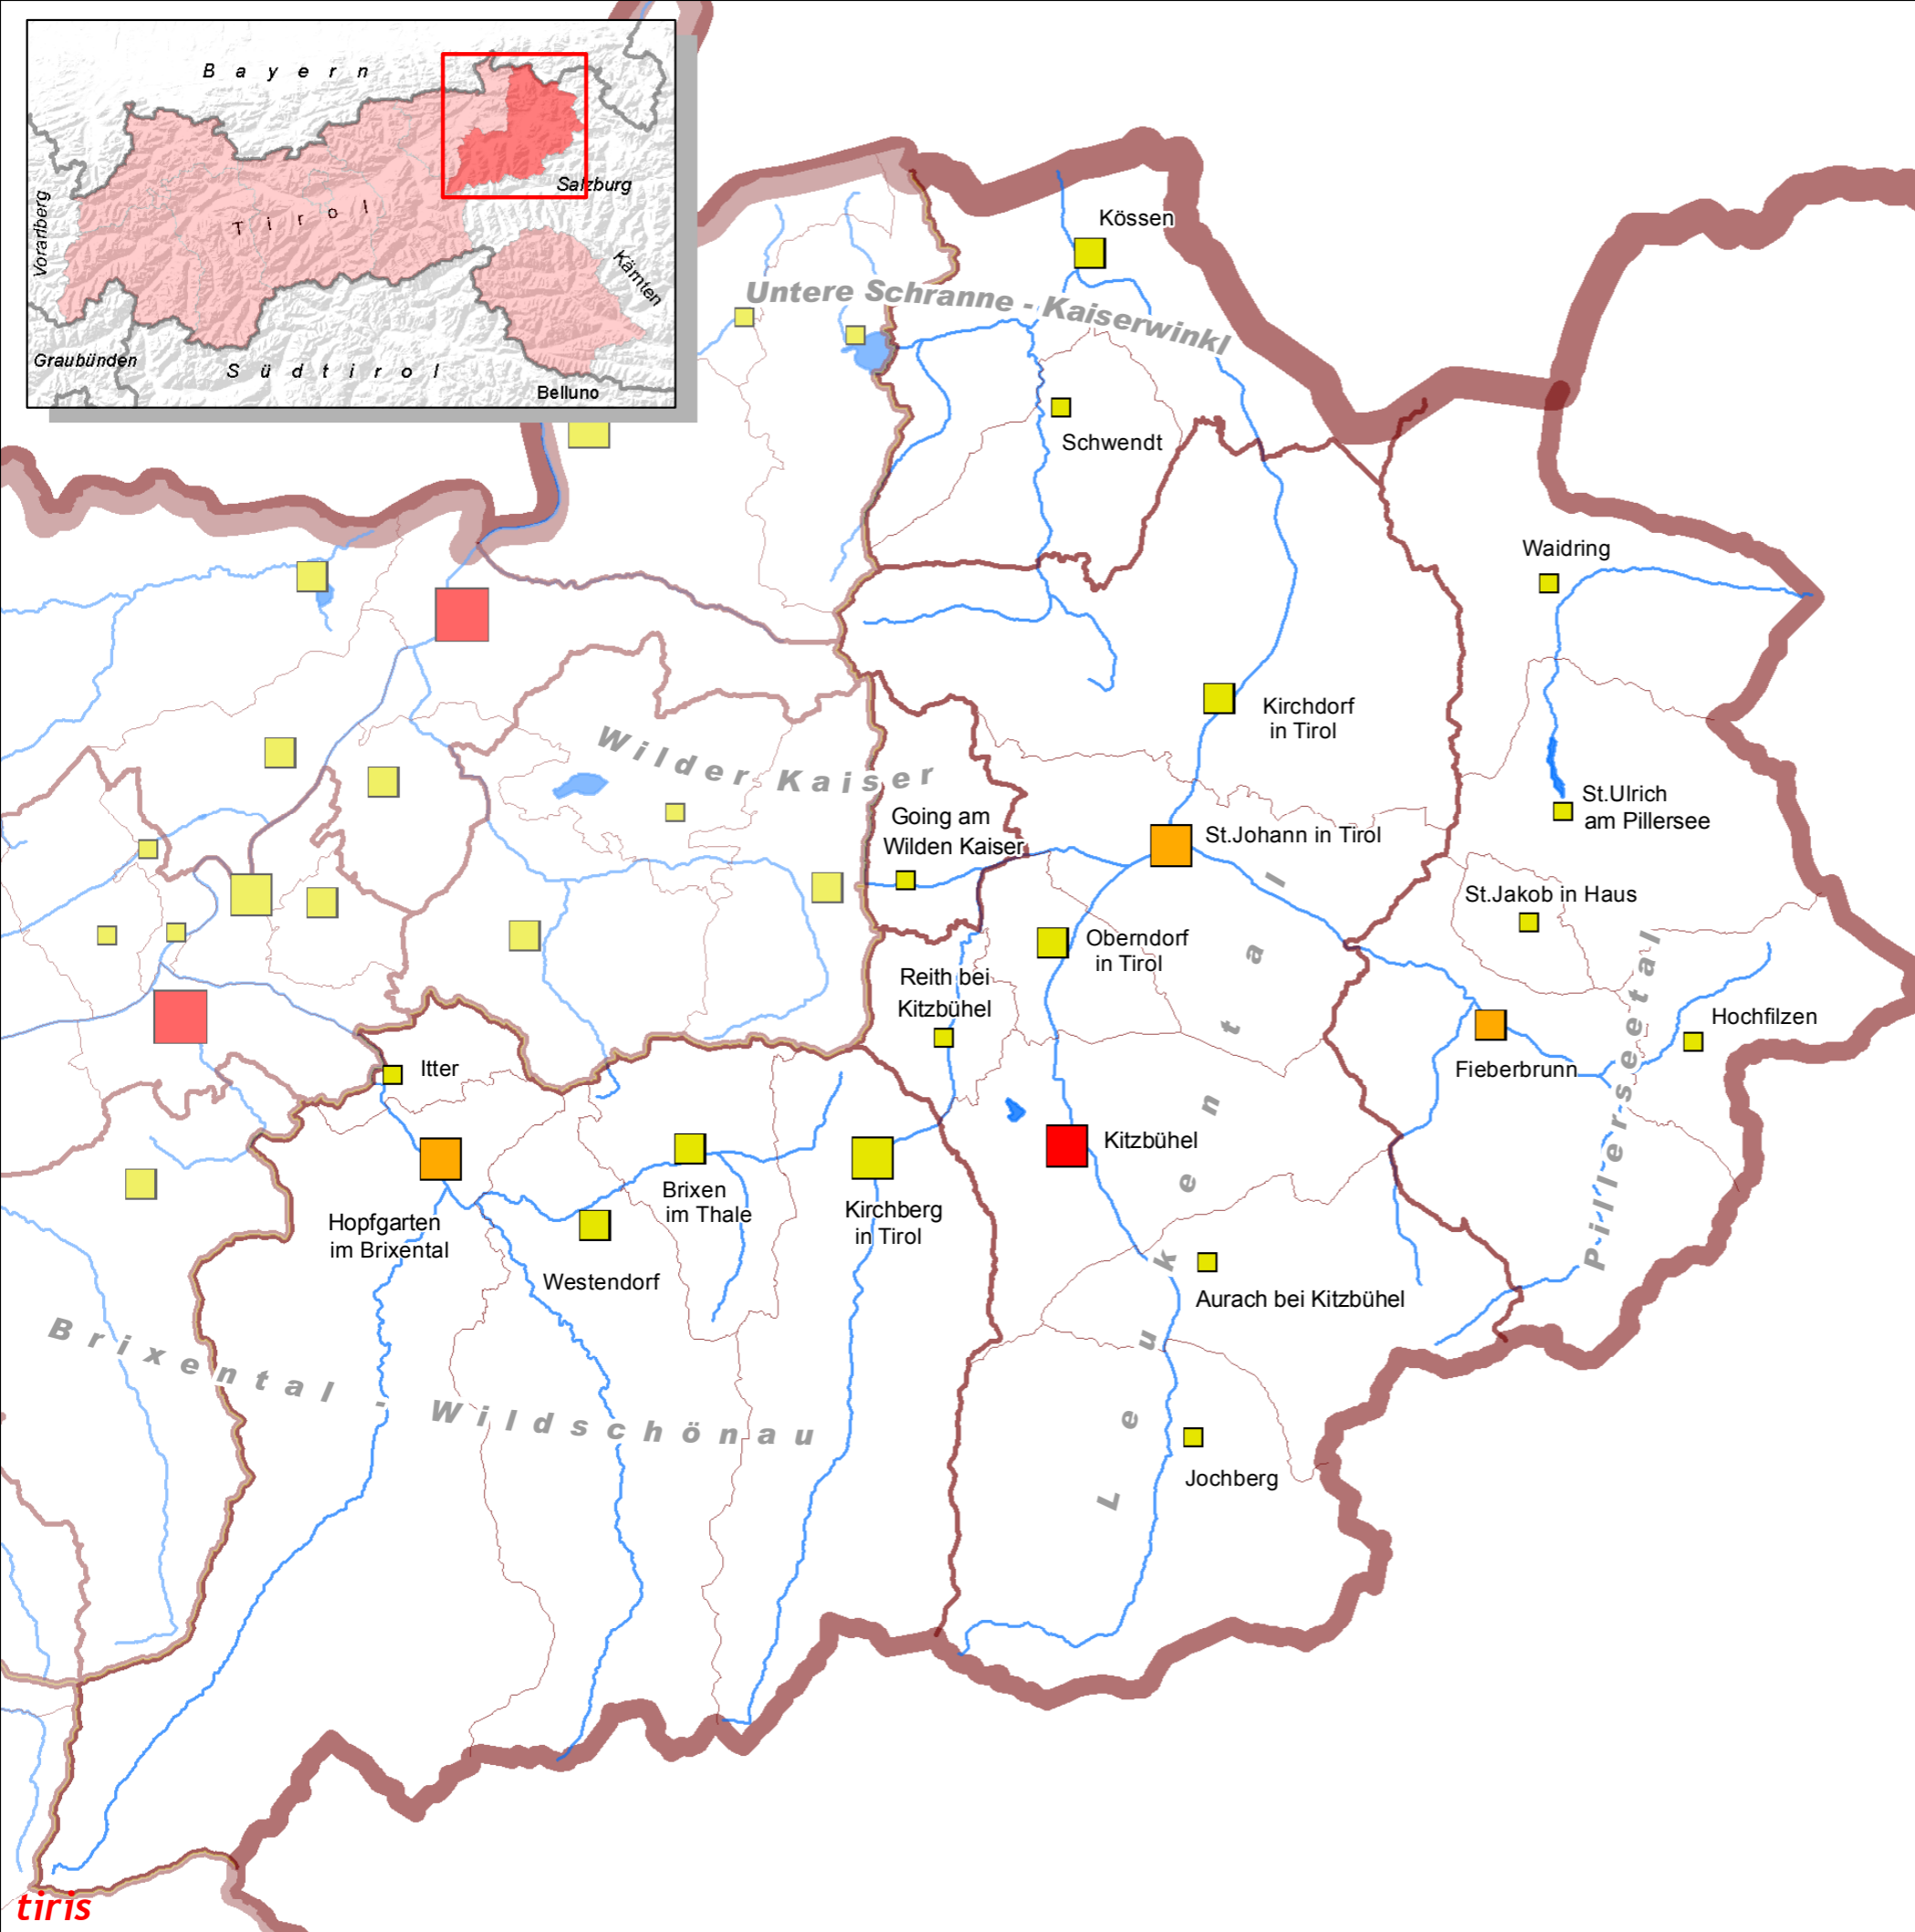 Bayern
Salzburg
Vorarlberg
Tirol
Kärnten
Graubünden
Südtirol
Belluno
Kössen
Untere Schranne - Kaiserwinkl
Schwendt
Waidring
Kirchdorf
in Tirol
Wilder Kaiser
St.Ulrich
am Pillersee
Going am
Wilden Kaiser
St.Johann in Tirol
St.Jakob in Haus
Oberndorf
in Tirol
Reith bei
Kitzbühel
Hochfilzen
Fieberbrunn
Pillerseetal
Itter
Kitzbühel
Leukental
Brixen
im Thale
Kirchberg
in Tirol
Hopfgarten
im Brixental
Westendorf
Aurach bei Kitzbühel
Brixental - Wildschönau
Jochberg
tiris